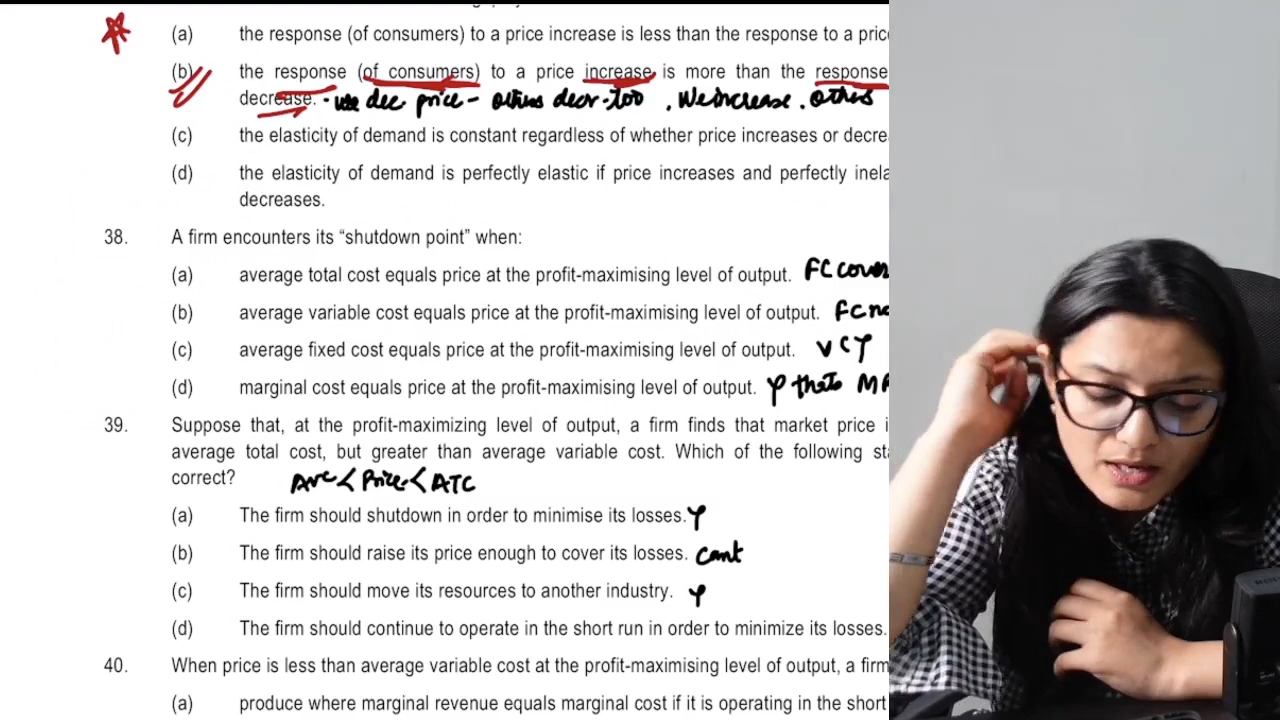 (a) the response (of consumers) to a price increase is less than the response to a price
(b) the response (of consumers) to a price increase is more than the response
decrease. - we dec price - others decr too . We increase . others
(c) the elasticity of demand is constant regardless of whether price increases or decre
(d) the elasticity of demand is perfectly elastic if price increases and perfectly inela
decreases.
38. A firm encounters its “shutdown point” when:
(a) average total cost equals price at the profit-maximising level of output. FC cover
(b) average variable cost equals price at the profit-maximising level of output. FC
(c) average fixed cost equals price at the profit-maximising level of output. VC
(d) marginal cost equals price at the profit-maximising level of output.
39. Suppose that, at the profit-maximizing level of output, a firm finds that market price i
average total cost, but greater than average variable cost. Which of the following st
correct? AVC < Price < ATC
(a) The firm should shutdown in order to minimise its losses.
(b) The firm should raise its price enough to cover its losses. cant
(c) The firm should move its resources to another industry.
(d) The firm should continue to operate in the short run in order to minimize its losses.
40. When price is less than average variable cost at the profit-maximising level of output, a firm
(a) produce where marginal revenue equals marginal cost if it is operating in the short